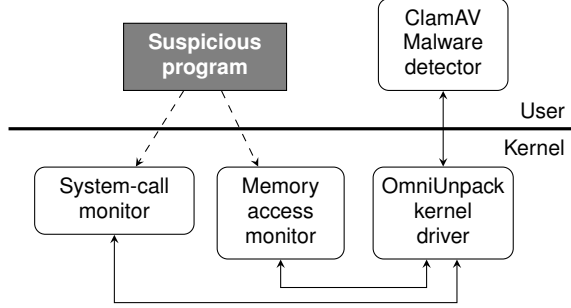 Suspicious
program
ClamAV
Malware
detector
User
Kernel
System-call
monitor
Memory
access
monitor
OmniUnpack
kernel
driver